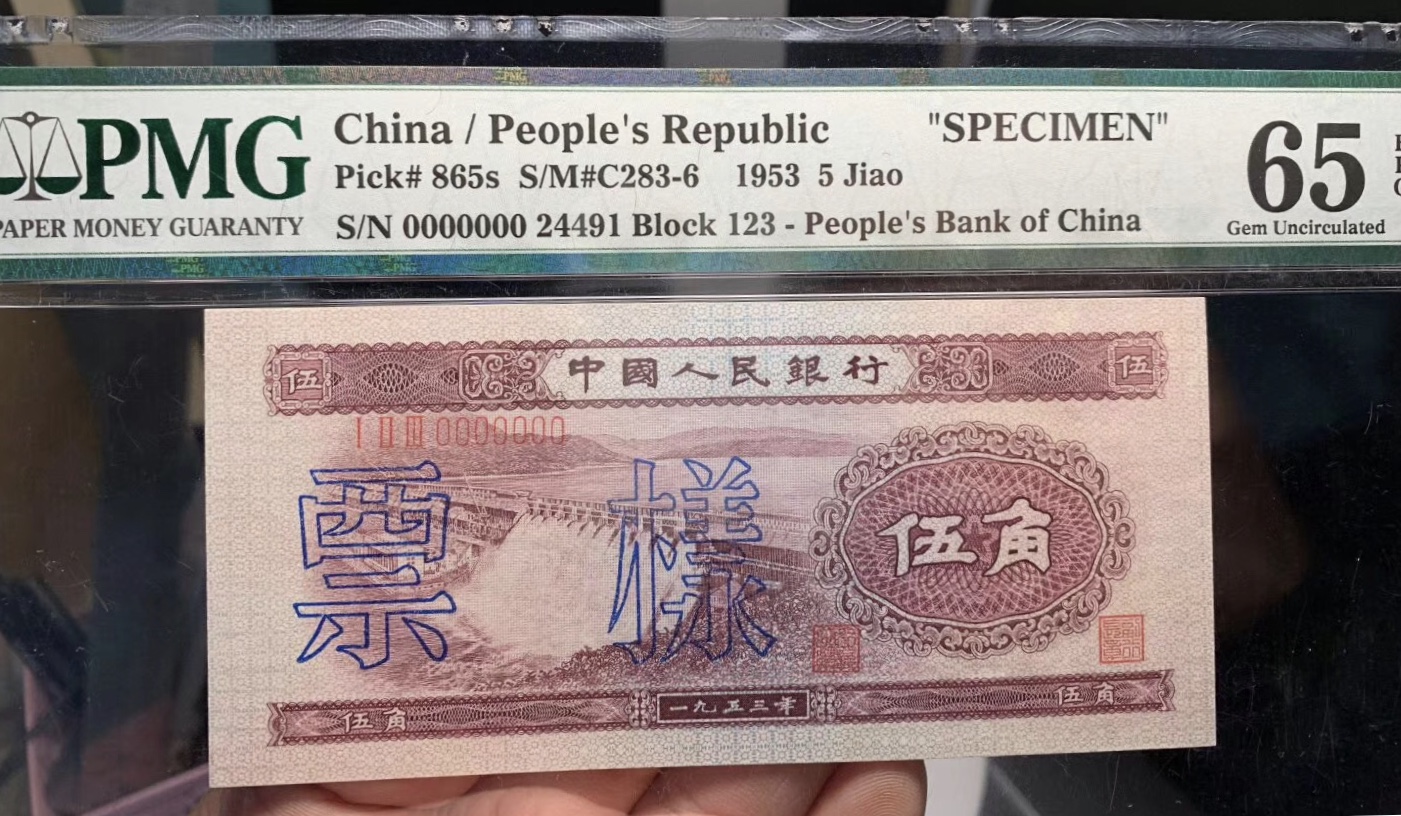 PMG
PAPER MONEY GUARANTY
China / People's Republic "SPECIMEN"
Pick# 865s S/M#C283-6 1953 5 Jiao
S/N 0000000 24491 Block 123 - People's Bank of China
65
Gem Uncirculated
伍 中國人民銀行 伍
I II III 0000000
票樣
伍角
伍角 一九五三年 伍角